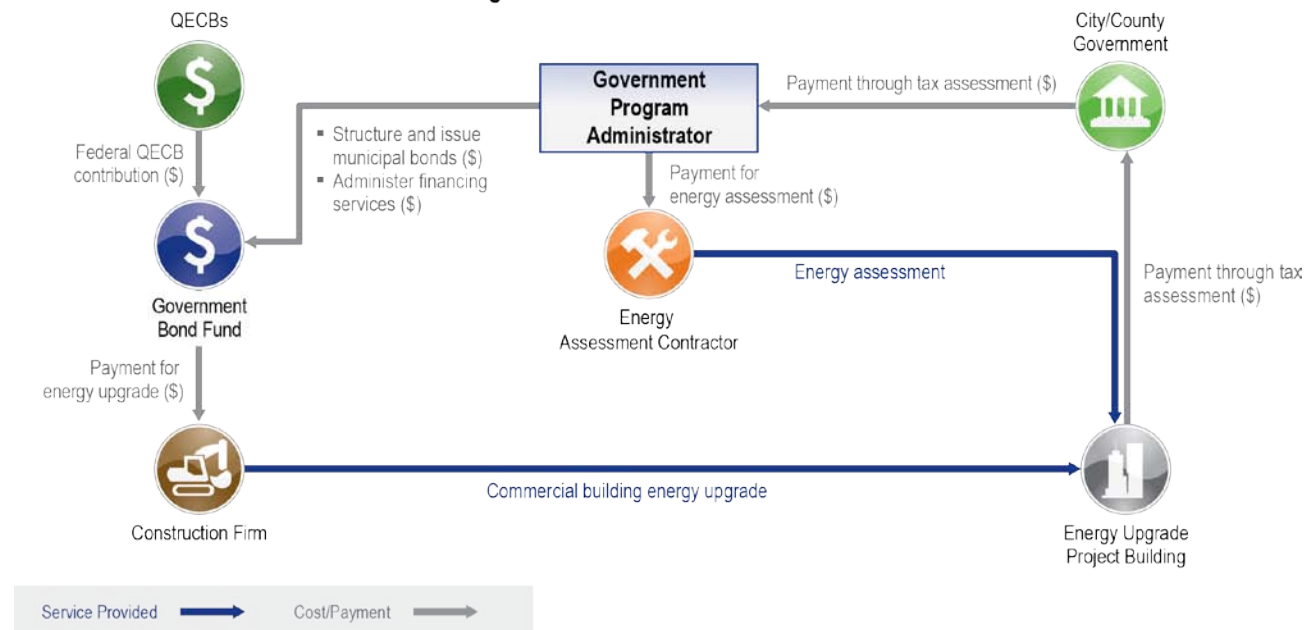 QECBs
City/County
Government
Government
Program
Administrator
Payment through tax assessment ($)
Federal QECB
contribution ($)
▪ Structure and issue
municipal bonds ($)
▪ Administer financing
services ($)
Payment for
energy assessment ($)
Energy assessment
Payment through tax
assessment ($)
Government
Bond Fund
Energy
Assessment Contractor
Payment for
energy upgrade ($)
Commercial building energy upgrade
Construction Firm
Energy Upgrade
Project Building
Service Provided
Cost/Payment